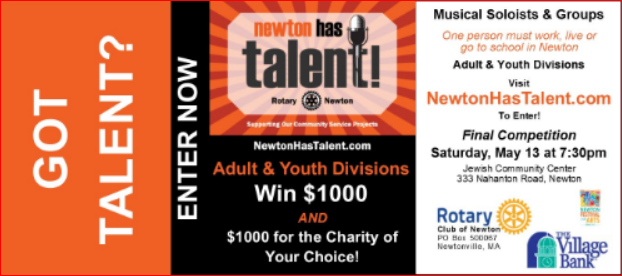 GOT
TALENT?
ENTER NOW
newton has
talent!
Rotary Newton
Supporting Our Community Service Projects
NewtonHasTalent.com
Adult & Youth Divisions
Win $1000
AND
$1000 for the Charity of
Your Choice!
Musical Soloists & Groups
One person must work, live or
go to school in Newton
Adult & Youth Divisions
Visit
NewtonHasTalent.com
To Enter!
Final Competition
Saturday, May 13 at 7:30pm
Jewish Community Center
333 Nahanton Road, Newton
Rotary
Club of Newton
PO Box 500067
Newtonville, MA
THE
Village
Bank